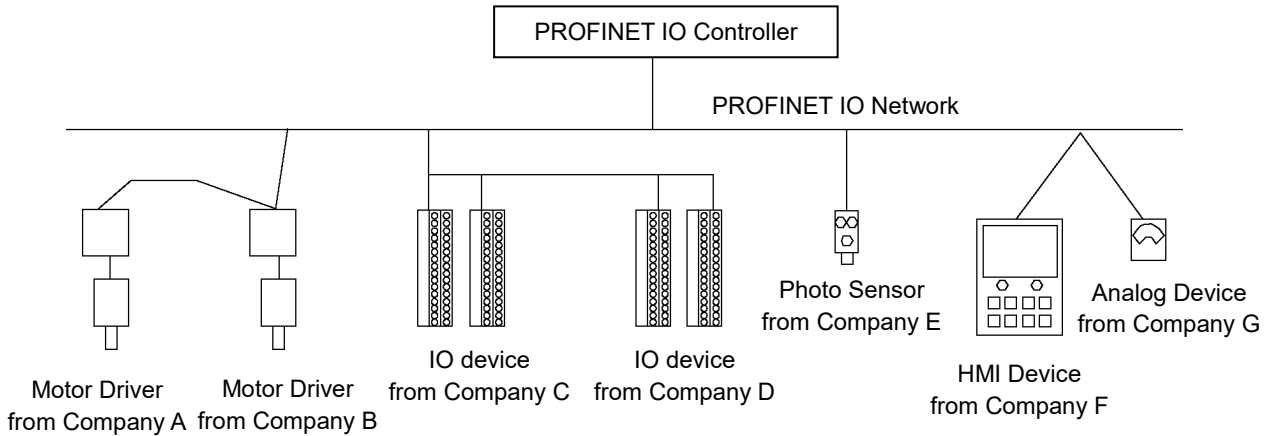 PROFINET IO Controller
PROFINET IO Network
Motor Driver
from Company A
Motor Driver
from Company B
IO device
from Company C
IO device
from Company D
Photo Sensor
from Company E
HMI Device
from Company F
Analog Device
from Company G